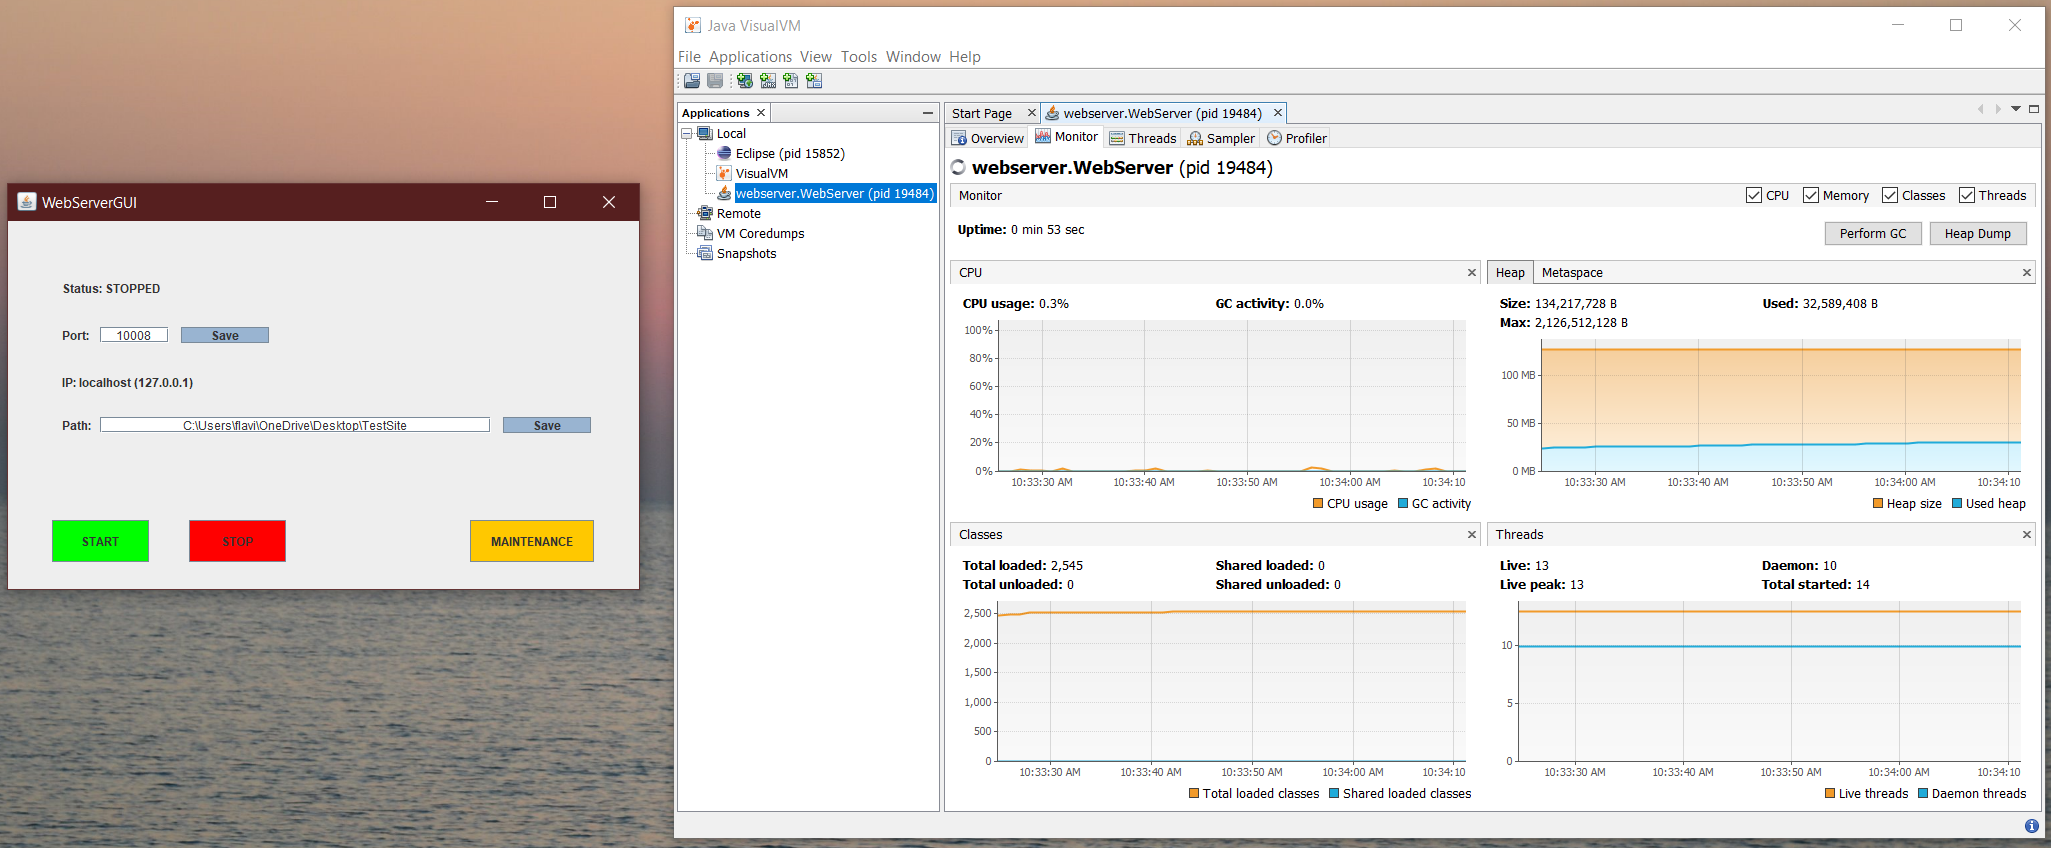 WebServerGUI
Status: STOPPED
Port: 10008 Save
IP: localhost (127.0.0.1)
Path: C:\Users\flavi\OneDrive\Desktop\TestSite Save
START STOP MAINTENANCE
Java VisualVM
File Applications View Tools Window Help
Applications
Local
Eclipse (pid 15852)
VisualVM
webserver.WebServer (pid 19484)
Remote
VM Coredumps
Snapshots
Start Page webserver.WebServer (pid 19484)
Overview Monitor Threads Sampler Profiler
webserver.WebServer (pid 19484)
Monitor CPU Memory Classes Threads
Uptime: 0 min 53 sec
Perform GC Heap Dump
CPU
CPU usage: 0.3% GC activity: 0.0%
100%
80%
60%
40%
20%
0%
10:33:30 AM 10:33:40 AM 10:33:50 AM 10:34:00 AM 10:34:10
CPU usage GC activity
Heap Metaspace
Size: 134,217,728 B Used: 32,589,408 B
Max: 2,126,512,128 B
100 MB
50 MB
0 MB
10:33:30 AM 10:33:40 AM 10:33:50 AM 10:34:00 AM 10:34:10
Heap size Used heap
Classes
Total loaded: 2,545 Shared loaded: 0
Total unloaded: 0 Shared unloaded: 0
2,500
2,000
1,500
1,000
500
0
10:33:30 AM 10:33:40 AM 10:33:50 AM 10:34:00 AM 10:34:10
Total loaded classes Shared loaded classes
Threads
Live: 13 Daemon: 10
Live peak: 13 Total started: 14
10
5
0
10:33:30 AM 10:33:40 AM 10:33:50 AM 10:34:00 AM 10:34:10
Live threads Daemon threads